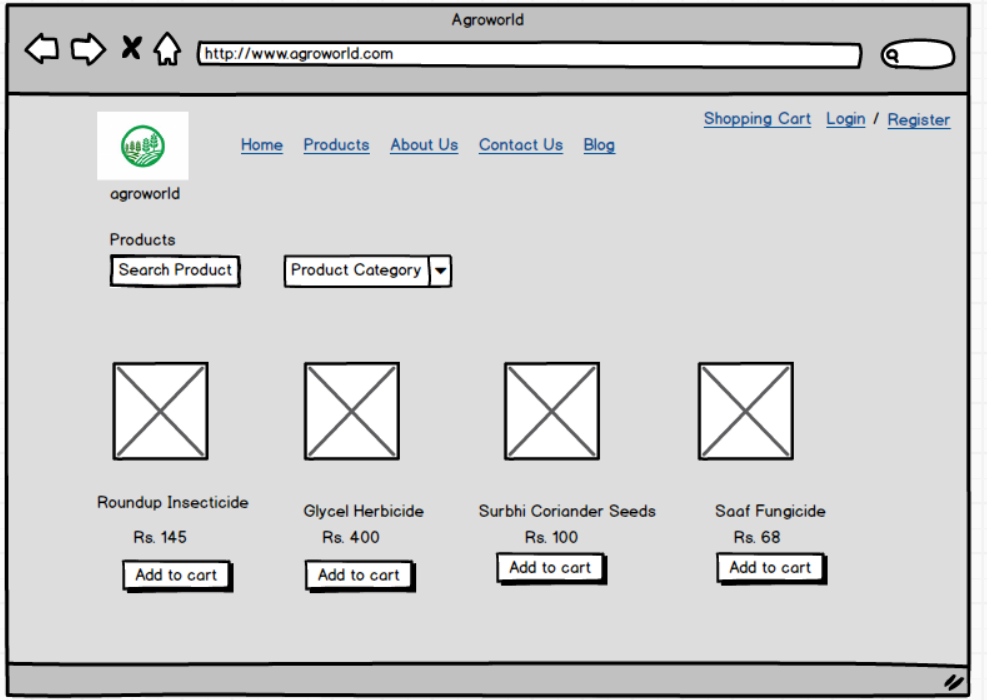 Agroworld
http://www.agroworld.com
Shopping Cart Login / Register
Home Products About Us Contact Us Blog
agroworld
Products
Search Product Product Category
Roundup Insecticide Glycel Herbicide Surbhi Coriander Seeds Saaf Fungicide
Rs. 145 Rs. 400 Rs. 100 Rs. 68
Add to cart Add to cart Add to cart Add to cart